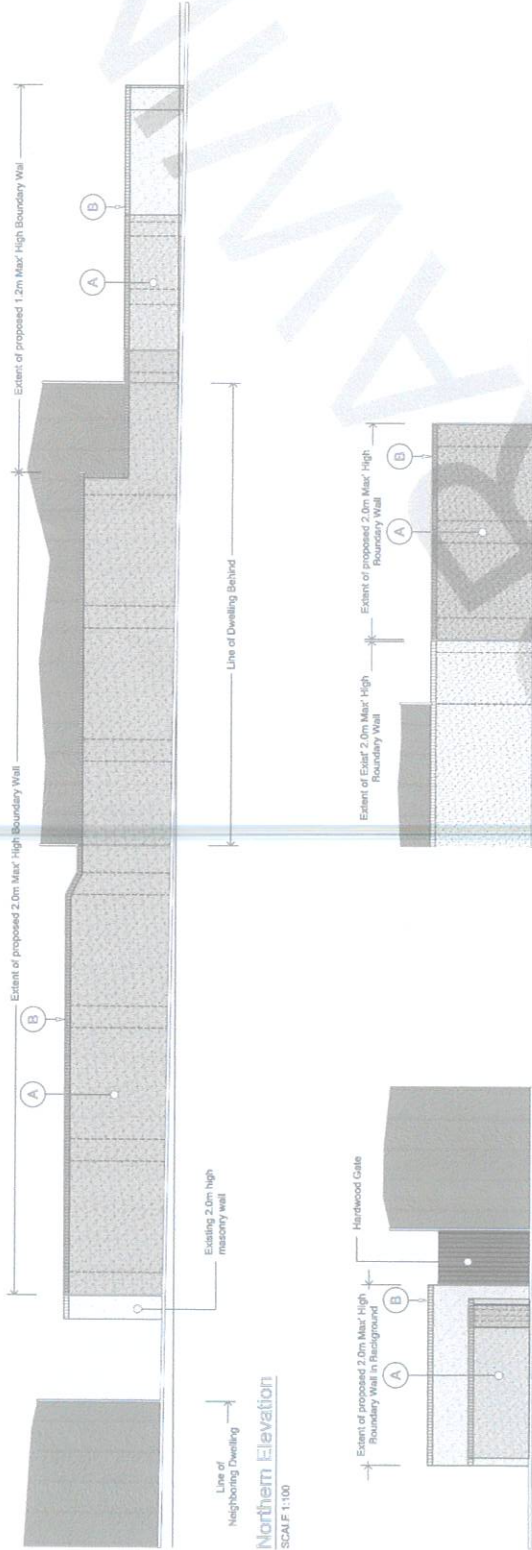 Extent of proposed 2.0m Max' High Boundary Wall
Extent of proposed 1.2m Max' High Boundary Wall
A
B
A
B
Existing 2.0m high
masonry wall
Line of
Neighboring Dwelling
Line of Dwelling Behind
Northern Elevation
SCALE 1:100
Extent of proposed 2.0m Max' High
Boundary Wall in Background
A
B
Hardwood Gate
Extent of Exist' 2.0m Max' High
Boundary Wall
Extent of proposed 2.0m Max' High
Boundary Wall
A
B